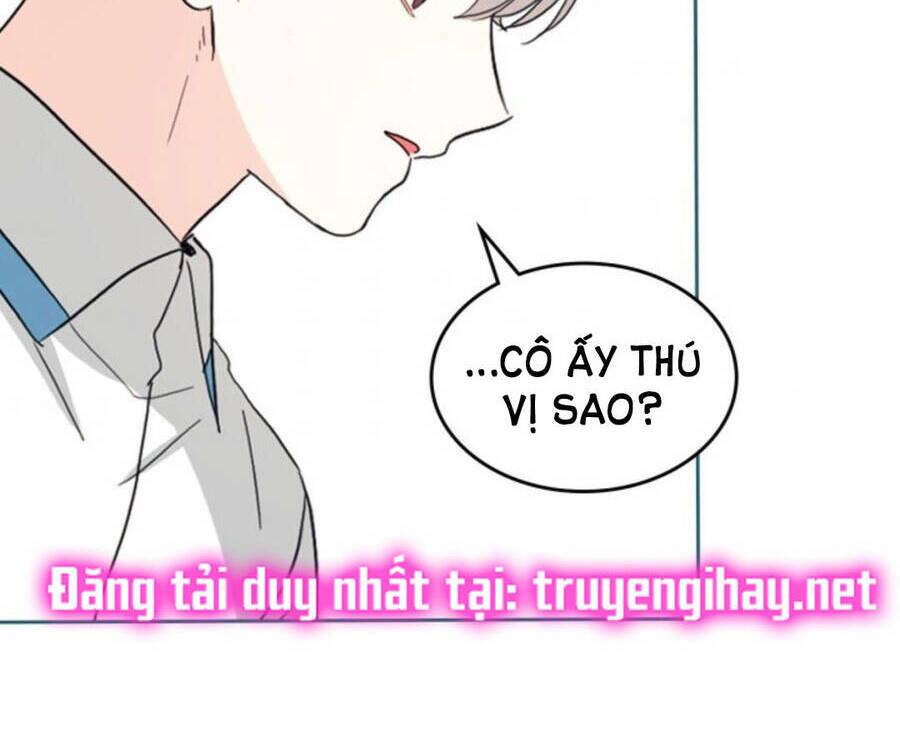 ...CÔ ẤY THÚ
VỊ SAO?
Đăng tải duy nhất tại: truyengihay.net